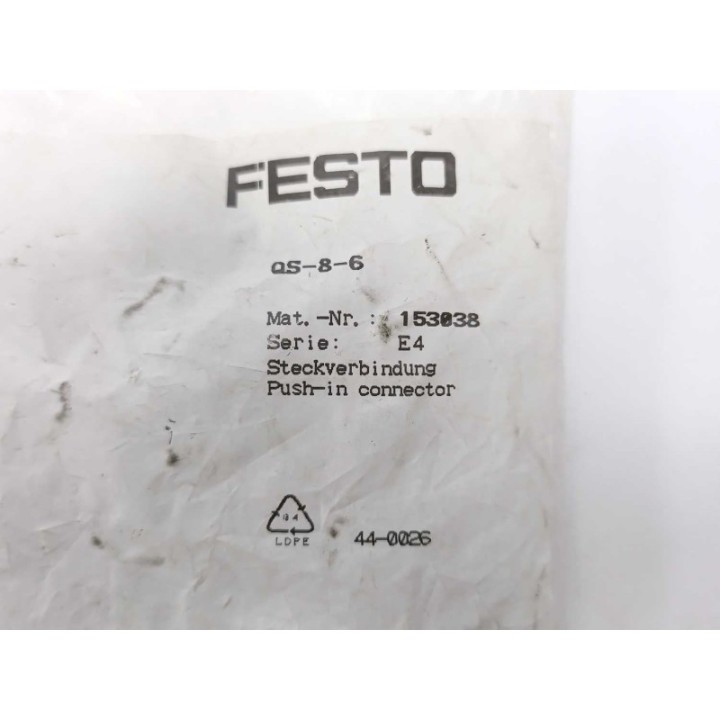 FESTO
QS-8-6
Mat.-Nr.: 153038
Serie: E4
Steckverbindung
Push-in connector
04
LDPE
44-0026